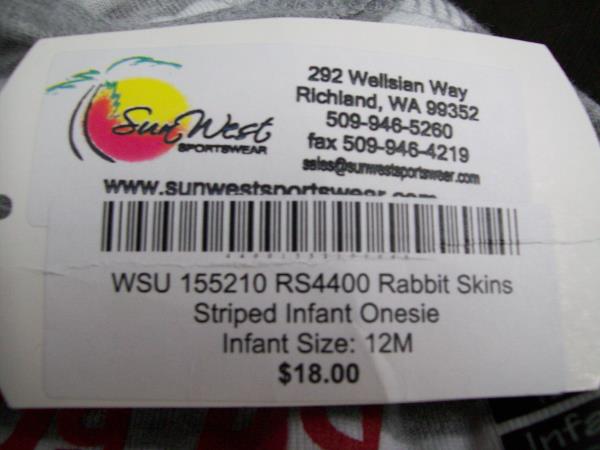 Sun West
SPORTSWEAR
292 Wellsian Way
Richland, WA 99352
509-946-5260
fax 509-946-4219
sales@sunwestsportswear.com
www.sunwestsportswear.com
WSU 155210 RS4400 Rabbit Skins
Striped Infant Onesie
Infant Size: 12M
$18.00
Infa